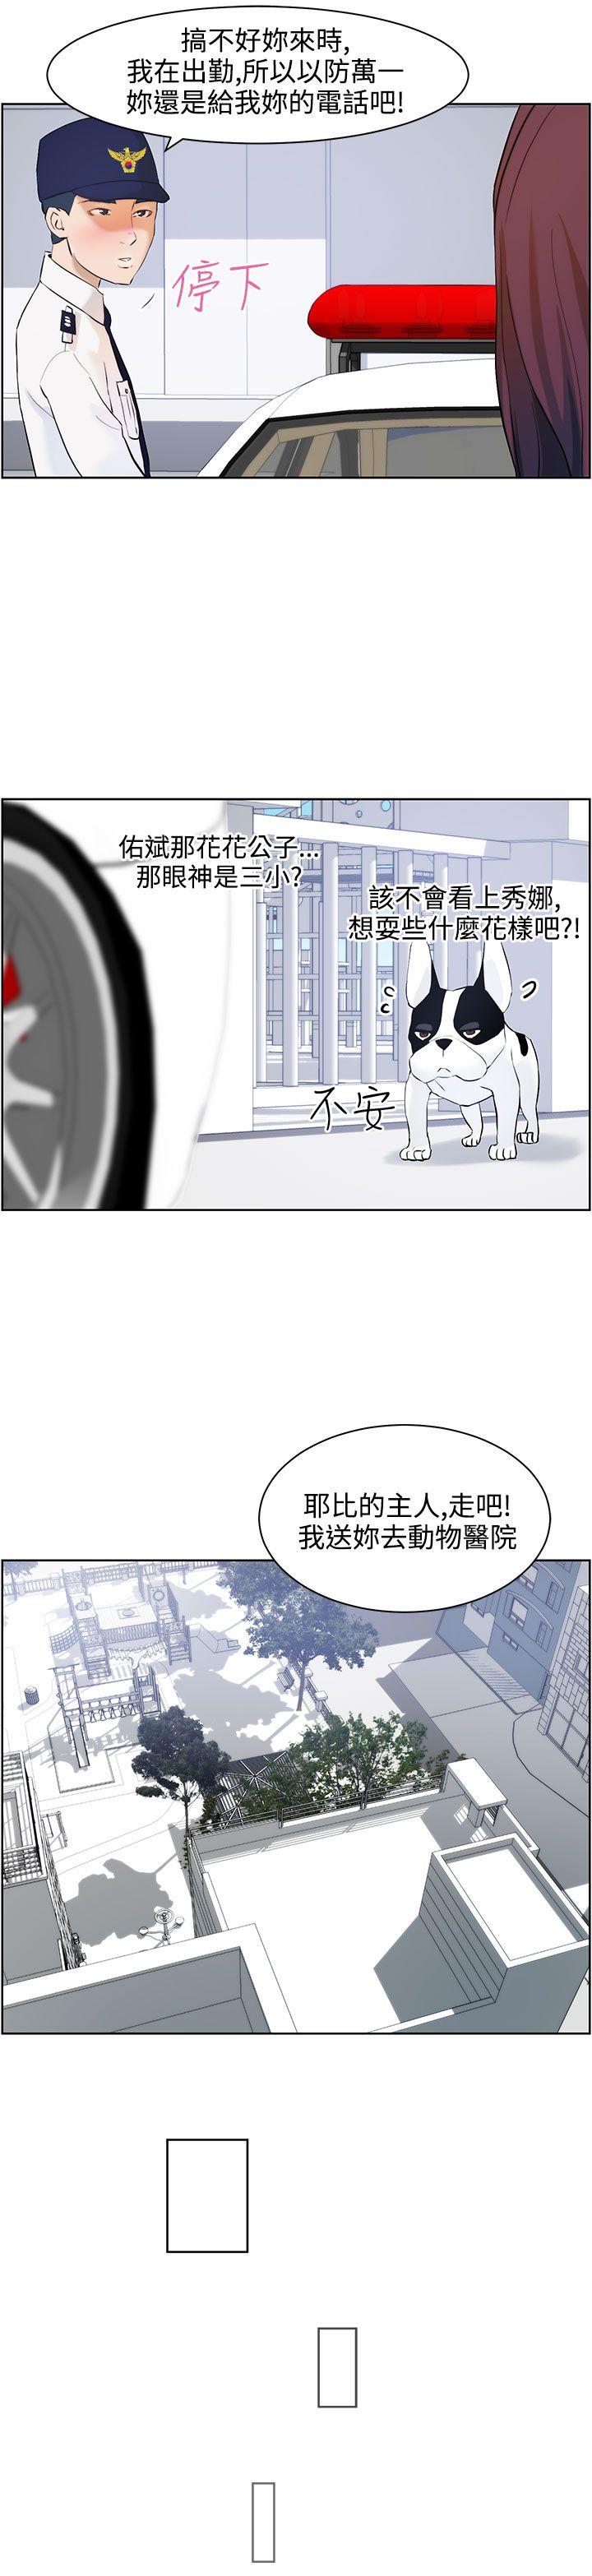 搞不好妳來時,
我在出勤,所以以防萬一
妳還是給我妳的電話吧!
停下
佑斌那花花公子...
那眼神是三小?
該不會看上秀娜,
想耍些什麼花樣吧?!
不安
耶比的主人,走吧!
我送妳去動物醫院